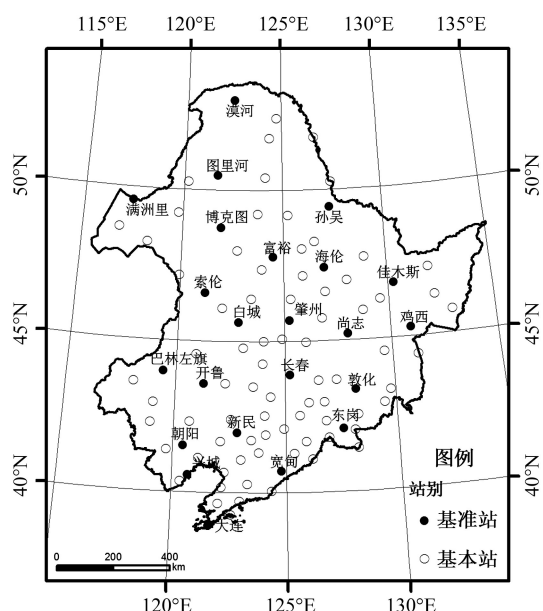 115°E 120°E 125°E 130°E 135°E
漠河
50°N 50°N
图里河
满洲里
博克图 孙吴
富裕 海伦
佳木斯
索伦
白城 肇州 尚志 鸡西
45°N 45°N
巴林左旗
开鲁 长春 敦化
朝阳 新民 东岗
兴城 宽甸
大连
40°N 40°N
图例
站别
基准站
基本站
0 200 400
km
120°E 125°E 130°E